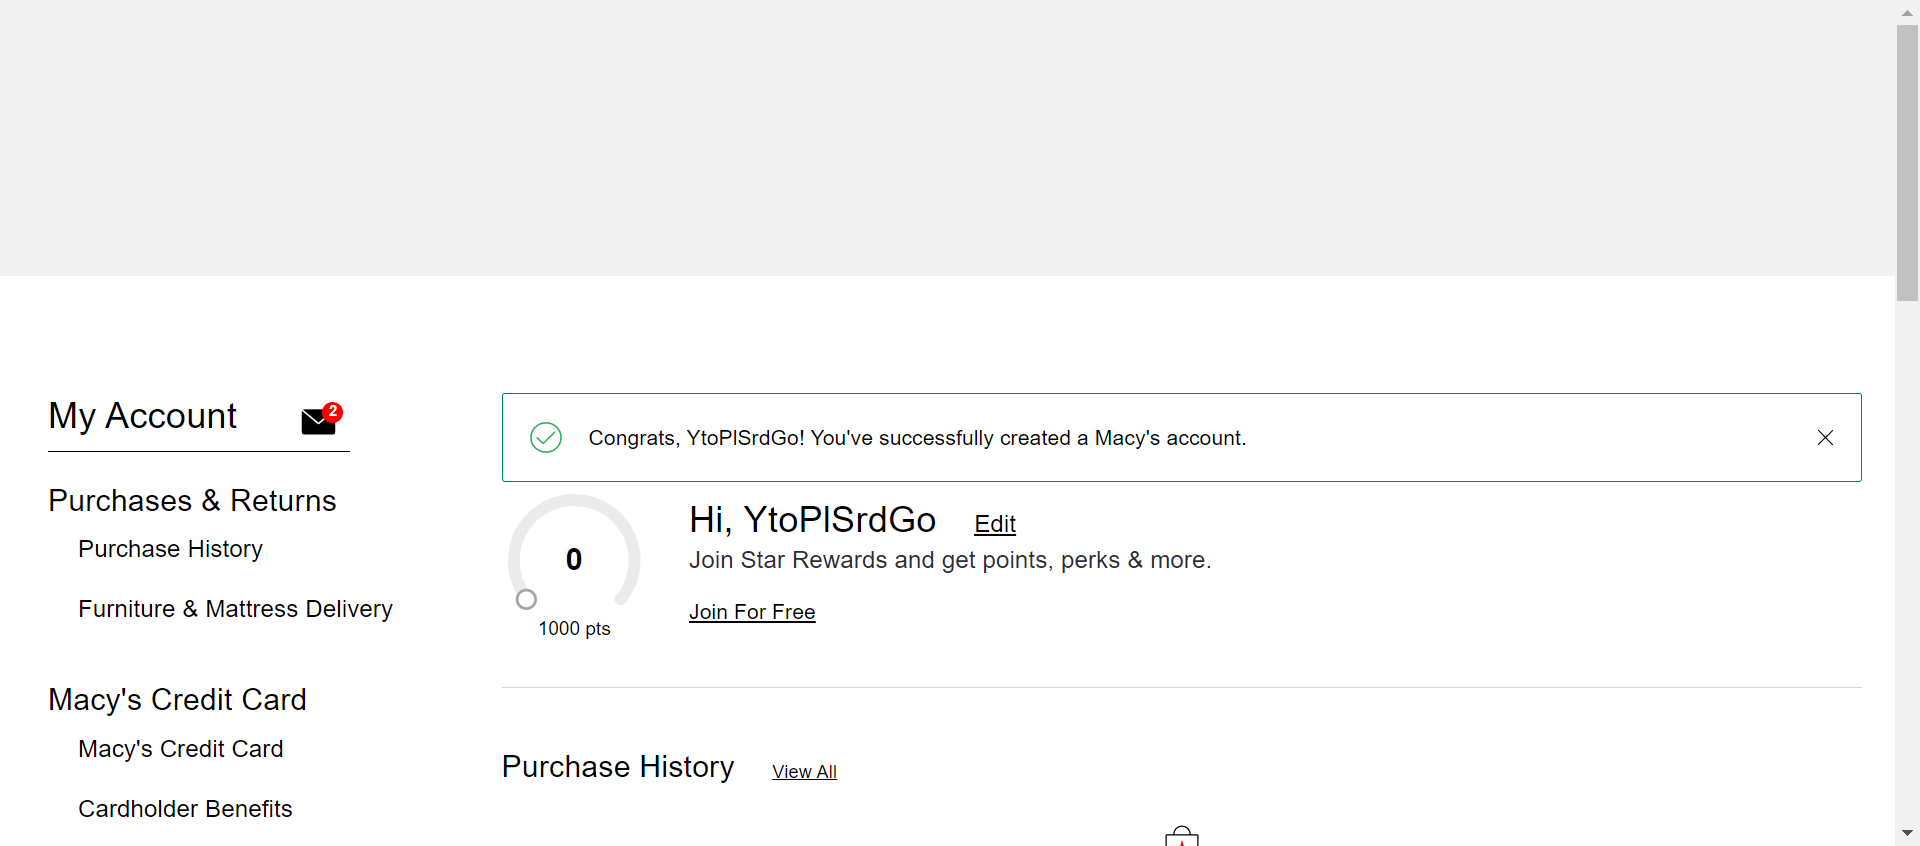 My Account
2
Purchases & Returns
Purchase History
Furniture & Mattress Delivery
Macy's Credit Card
Macy's Credit Card
Cardholder Benefits
Congrats, YtoPlSrdGo! You've successfully created a Macy's account.
0
1000 pts
Hi, YtoPlSrdGo Edit
Join Star Rewards and get points, perks & more.
Join For Free
Purchase History View All